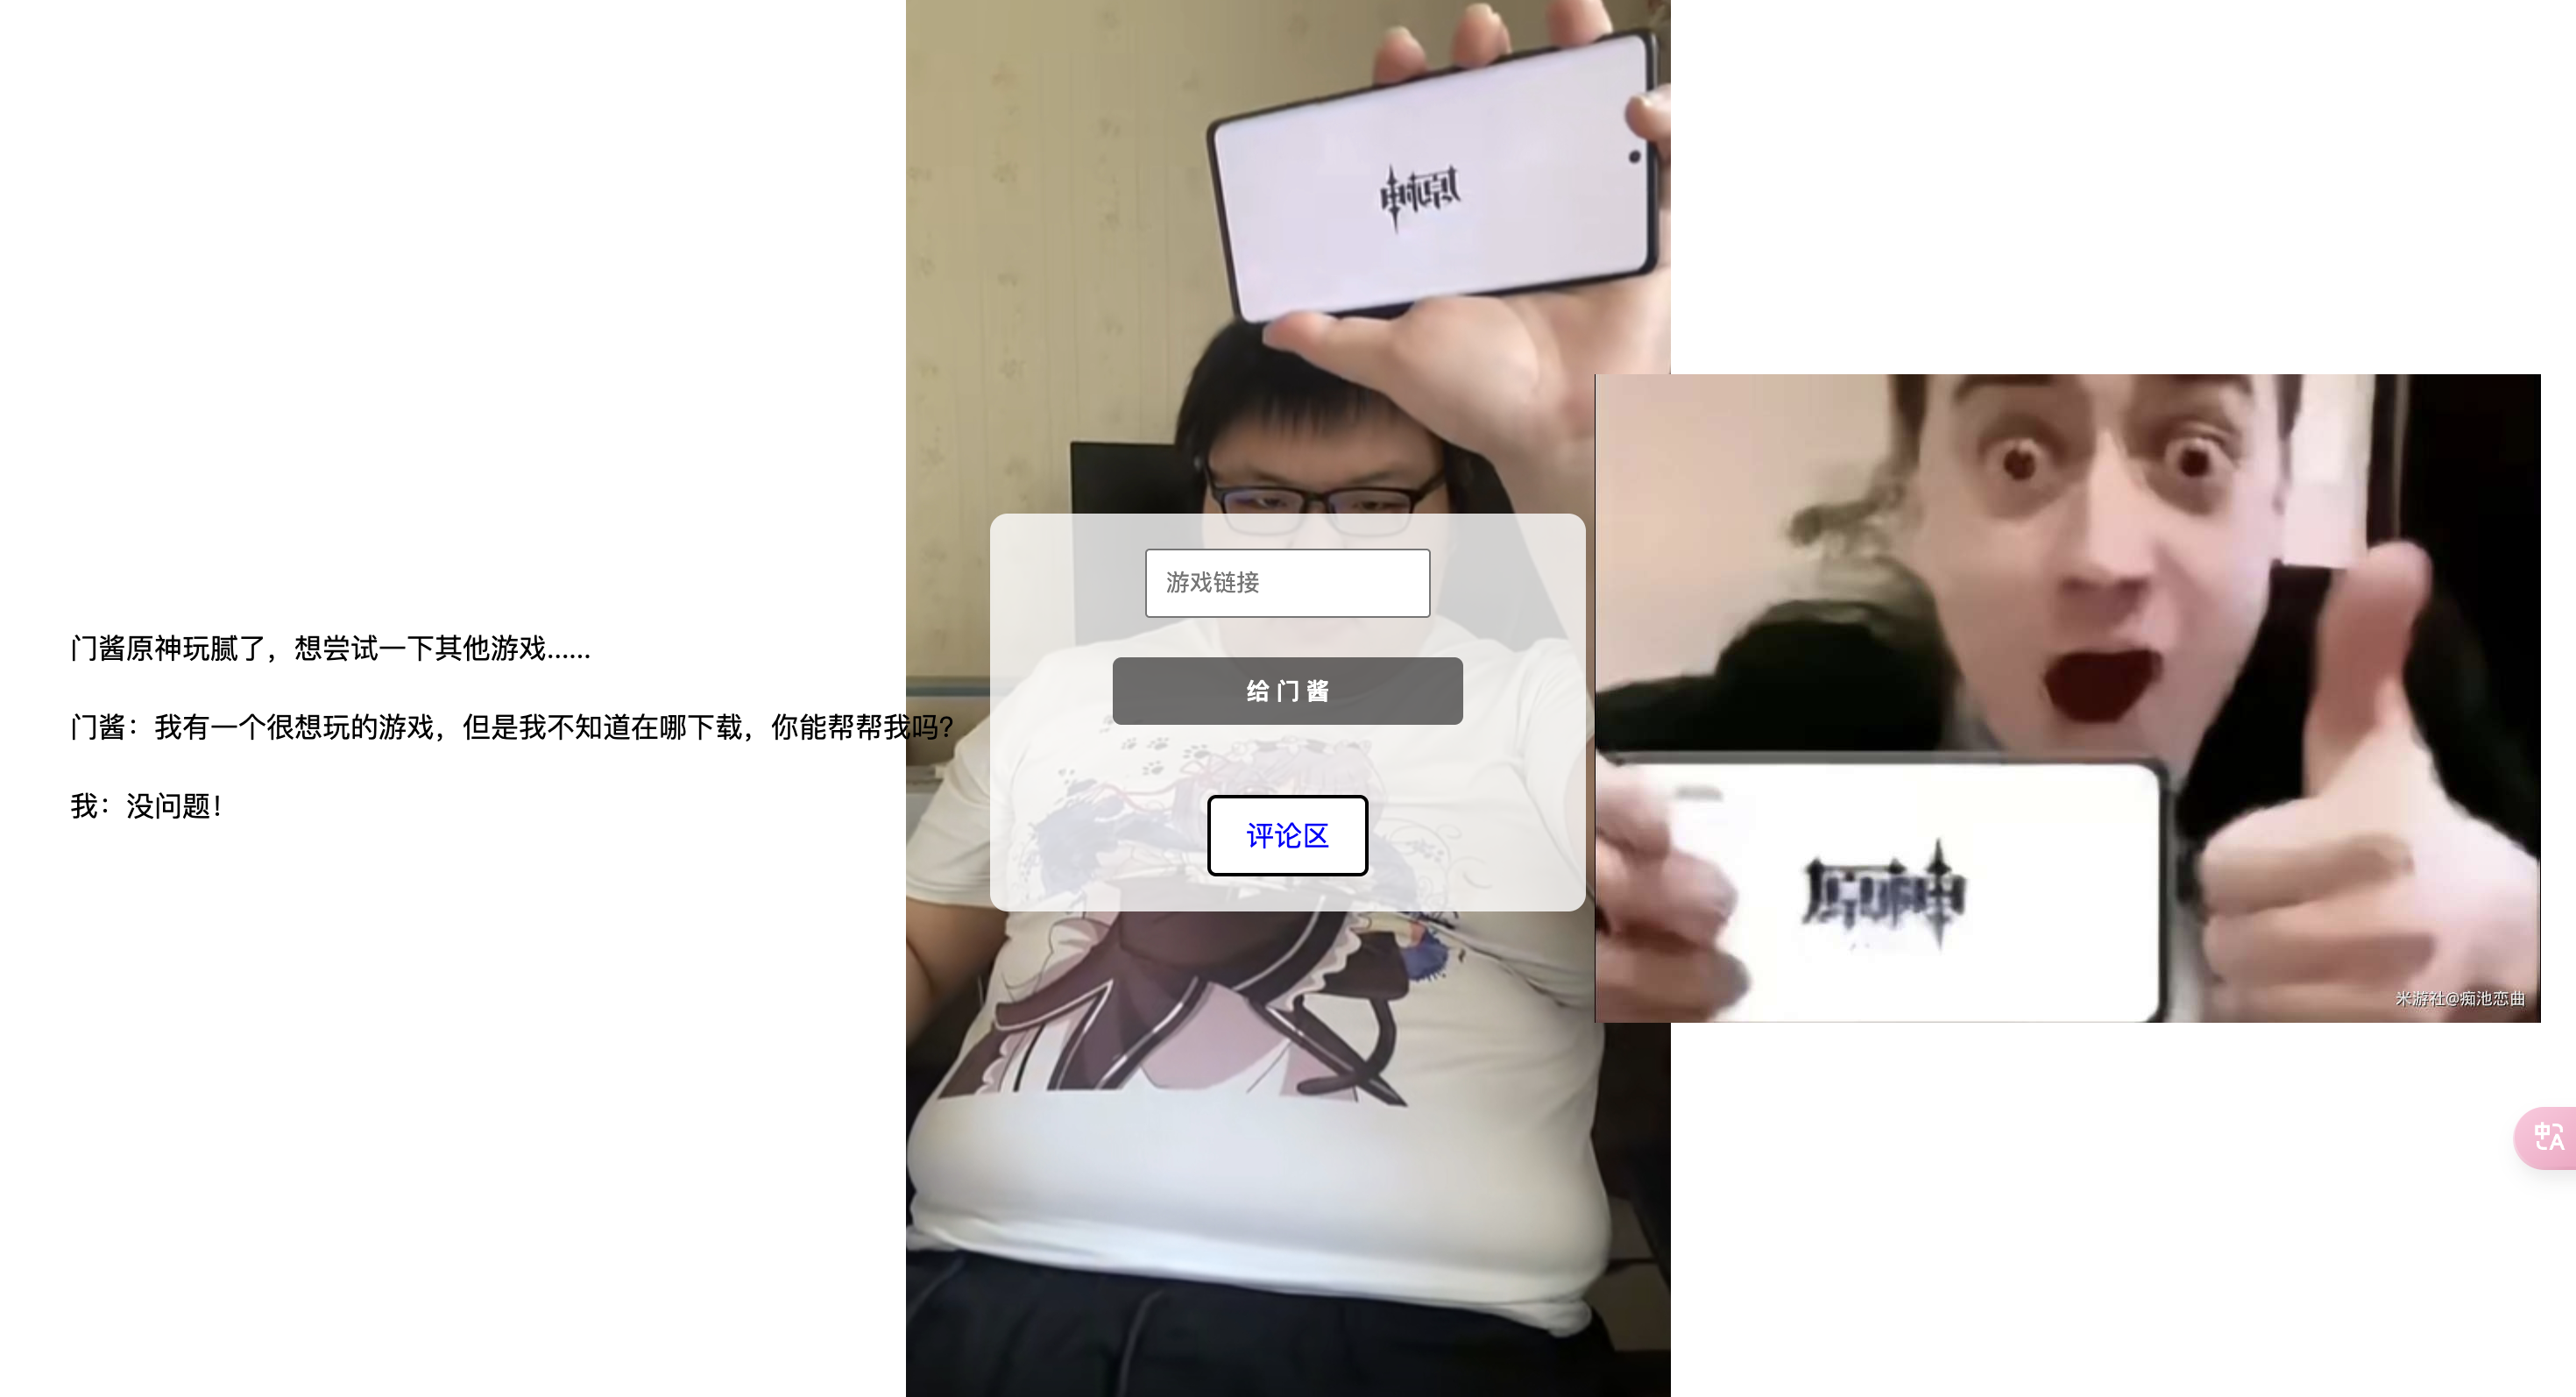 门酱原神玩腻了，想尝试一下其他游戏......
门酱：我有一个很想玩的游戏，但是我不知道在哪下载，你能帮帮我吗?
我：没问题！
原神
游戏链接
给门酱
评论区
原神
米游社@痴池恋曲